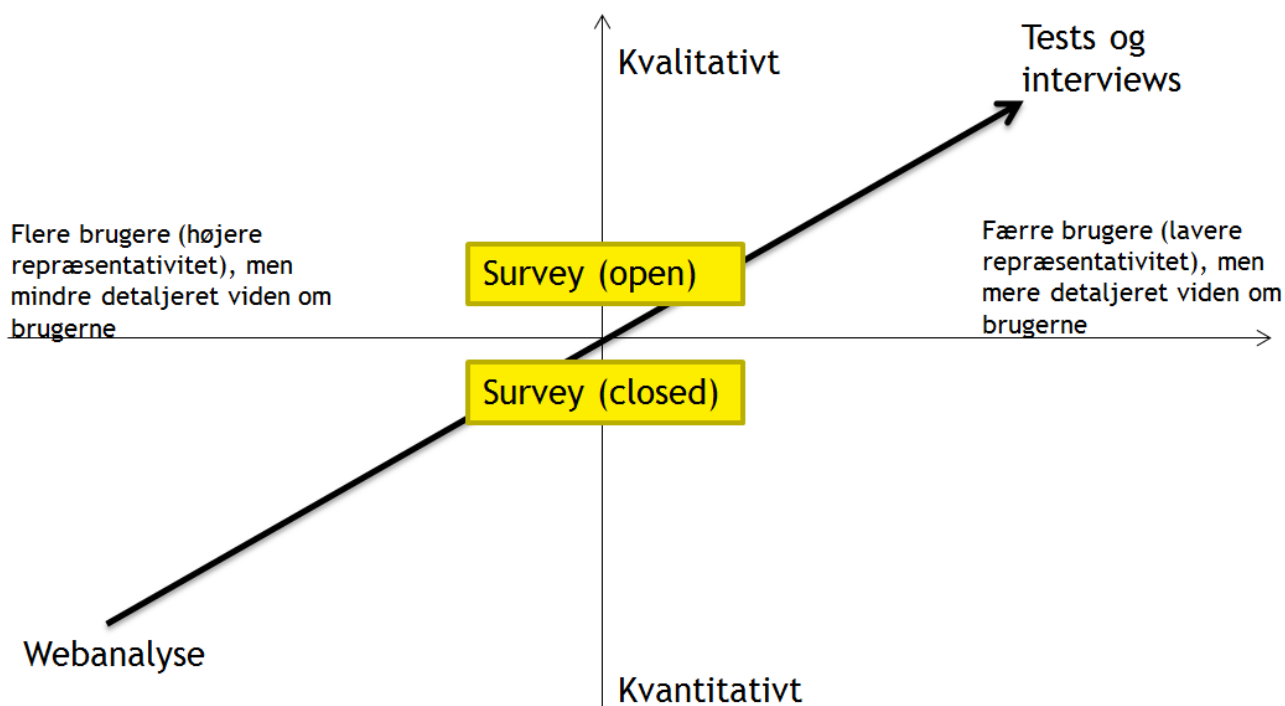 Tests og
interviews
Kvalitativt
Flere brugere (højere
repræsentativitet), men
mindre detaljeret viden om
brugerne
Survey (open)
Færre brugere (lavere
repræsentativitet), men
mere detaljeret viden om
brugerne
Survey (closed)
Webanalyse
Kvantitativt